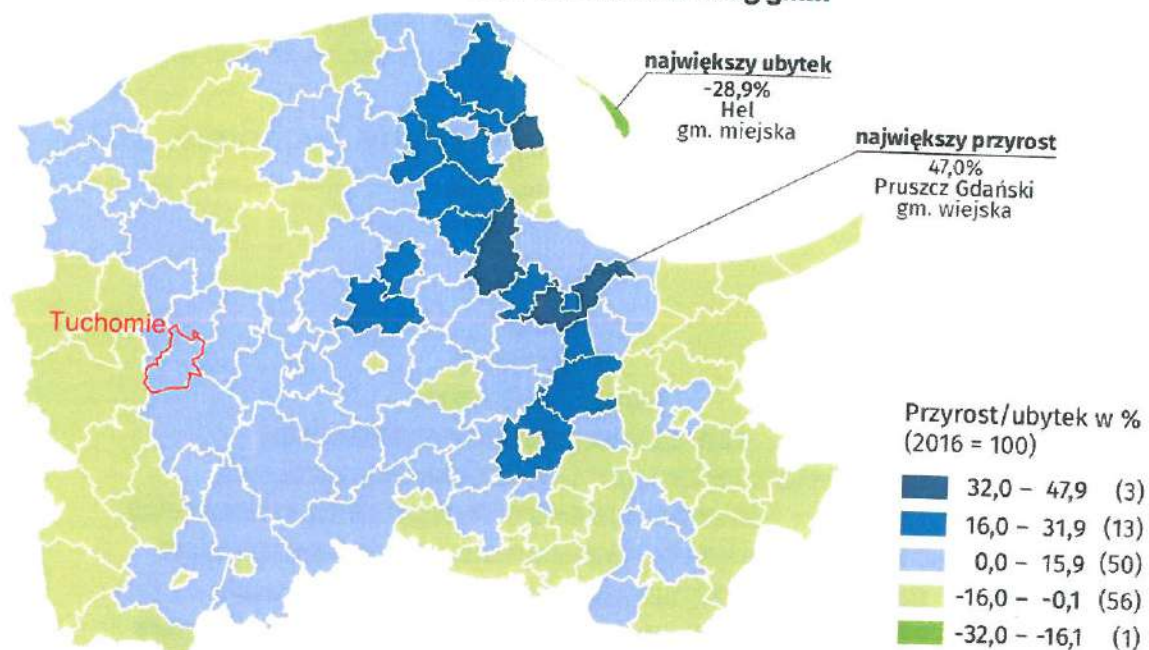 największy ubytek
-28,9%
Hel
gm. miejska
największy przyrost
47,0%
Pruszcz Gdański
gm. wiejska
Tuchomie
Przyrost/ubytek w %
(2016 = 100)
32,0 – 47,9 (3)
16,0 – 31,9 (13)
0,0 – 15,9 (50)
-16,0 – -0,1 (56)
-32,0 – -16,1 (1)